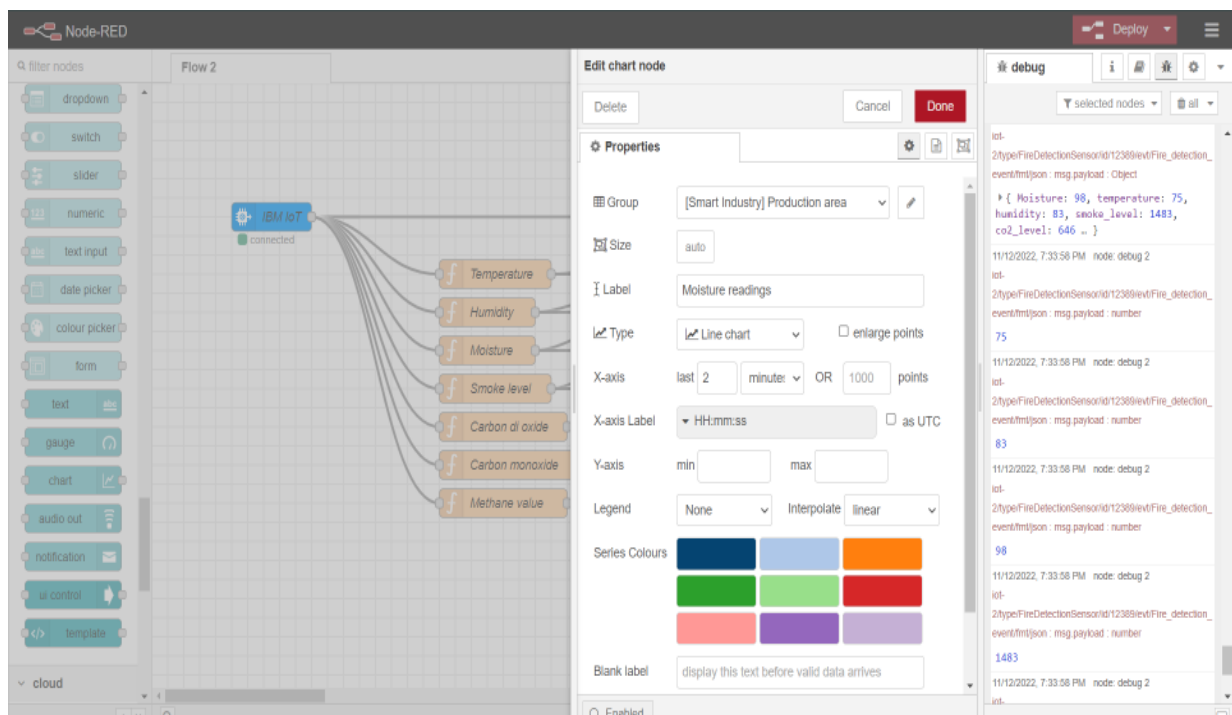 Node-RED
Deploy
filter nodes
Flow 2
Edit chart node
debug
Delete
Cancel
Done
selected nodes
all
Properties
dropdown
switch
slider
numeric
text input
date picker
colour picker
form
text
gauge
chart
audio out
notification
ui control
template
cloud
IBM IoT
connected
Temperature
Humidity
Moisture
Smoke level
Carbon di oxide
Carbon monoxide
Methane value
Group
[Smart Industry] Production area
Size
auto
Label
Moisture readings
Type
Line chart
enlarge points
X-axis
last 2 minute: OR 1000 points
X-axis Label
HH:mm:ss
as UTC
Y-axis
min
max
Legend
None
Interpolate
linear
Series Colours
Blank label
display this text before valid data arrives
Enabled
iot-
2/type/FireDetectionSensor/id/12389/evt/Fire_detection_
event/fmt/json : msg.payload : Object
{ Moisture: 98, temperature: 75,
humidity: 83, smoke_level: 1483,
co2_level: 646 … }
11/12/2022, 7:33:58 PM node: debug 2
iot-
2/type/FireDetectionSensor/id/12389/evt/Fire_detection_
event/fmt/json : msg.payload : number
75
11/12/2022, 7:33:58 PM node: debug 2
iot-
2/type/FireDetectionSensor/id/12389/evt/Fire_detection_
event/fmt/json : msg.payload : number
83
11/12/2022, 7:33:58 PM node: debug 2
iot-
2/type/FireDetectionSensor/id/12389/evt/Fire_detection_
event/fmt/json : msg.payload : number
98
11/12/2022, 7:33:58 PM node: debug 2
iot-
2/type/FireDetectionSensor/id/12389/evt/Fire_detection_
event/fmt/json : msg.payload : number
1483
11/12/2022, 7:33:58 PM node: debug 2
iot-